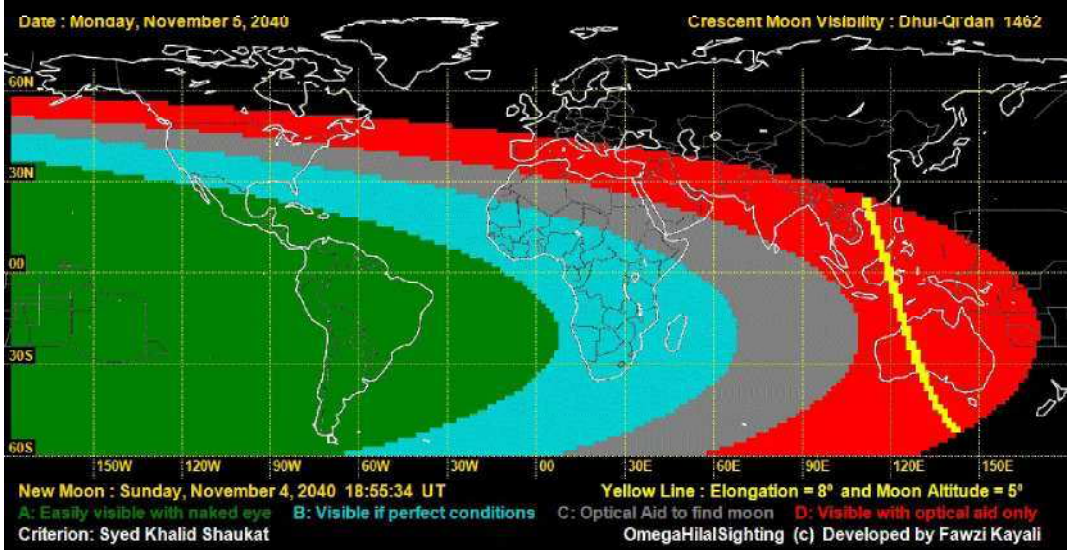 Date : Monday, November 5, 2040 Crescent Moon Visibility : Dhul-Qi'dah 1462
60N
30N
00
30S
60S
150W 120W 90W 60W 30W 00 30E 60E 90E 120E 150E
New Moon : Sunday, November 4, 2040 18:55:34 UT Yellow Line : Elongation = 8º and Moon Altitude = 5º
A: Easily visible with naked eye B: Visible if perfect conditions C: Optical Aid to find moon D: Visible with optical aid only
Criterion: Syed Khalid Shaukat OmegaHilalSighting (c) Developed by Fawzi Kayali